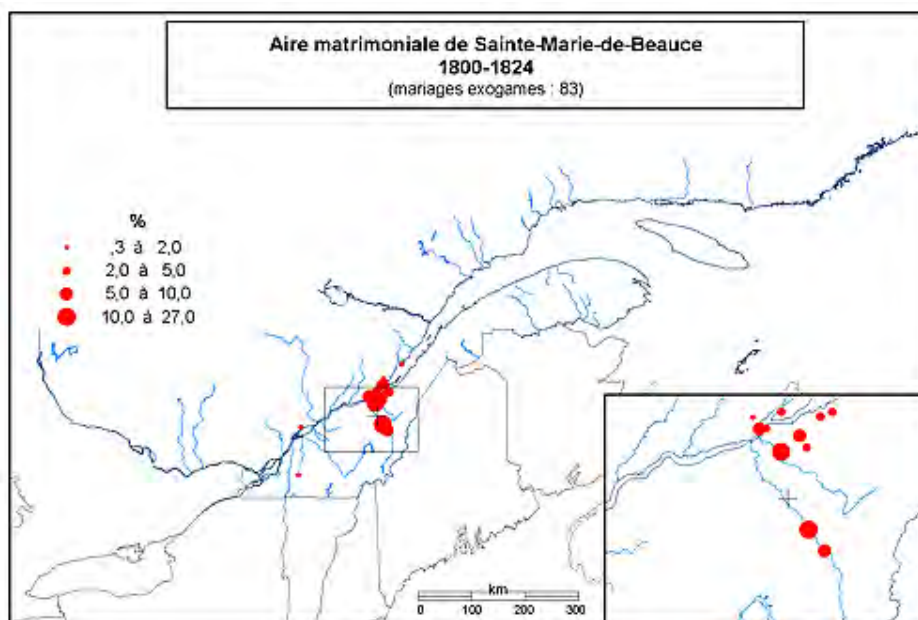 Aire matrimoniale de Sainte-Marie-de-Beauce
1800-1824
(mariages exogames : 83)
%
,3 à 2,0
2,0 à 5,0
5,0 à 10,0
10,0 à 27,0
km
0 100 200 300